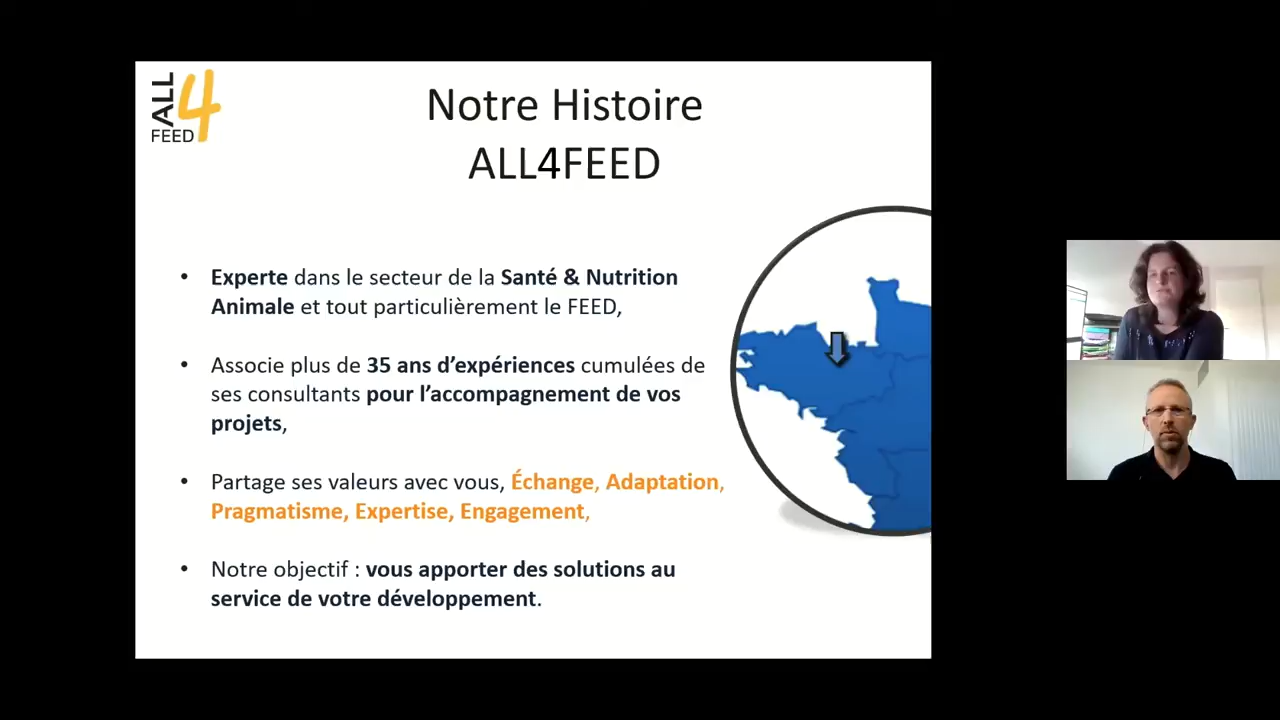 ALL
4
FEED
Notre Histoire
ALL4FEED
• Experte dans le secteur de la Santé & Nutrition
Animale et tout particulièrement le FEED,
• Associe plus de 35 ans d’expériences cumulées de
ses consultants pour l’accompagnement de vos
projets,
• Partage ses valeurs avec vous, Échange, Adaptation,
Pragmatisme, Expertise, Engagement,
• Notre objectif : vous apporter des solutions au
service de votre développement.